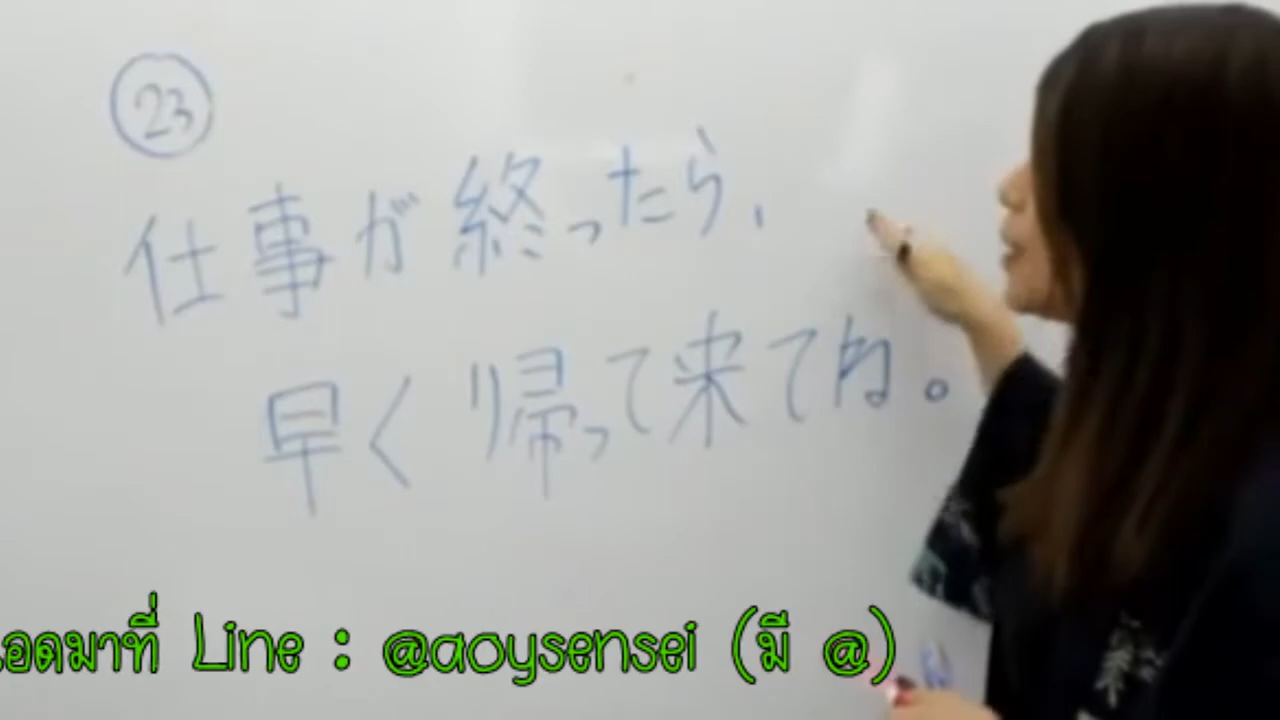 23
仕事が終ったら、
早く帰って来てね。
แอดมาที่ Line : @aoysensei (มี @)